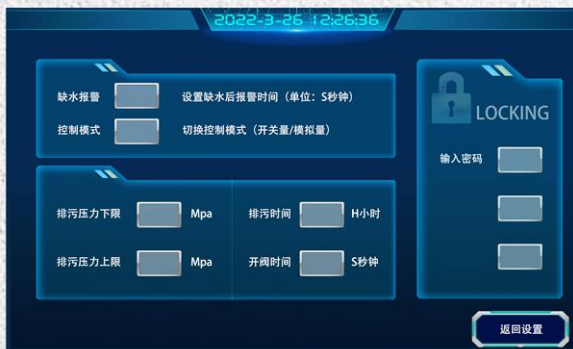 2022-3-26 12:26:36
缺水报警 设置缺水后报警时间（单位：S秒钟）
控制模式 切换控制模式（开关量/模拟量）
LOCKING
输入密码
排污压力下限 Mpa 排污时间 H小时
排污压力上限 Mpa 开阀时间 S秒钟
返回设置